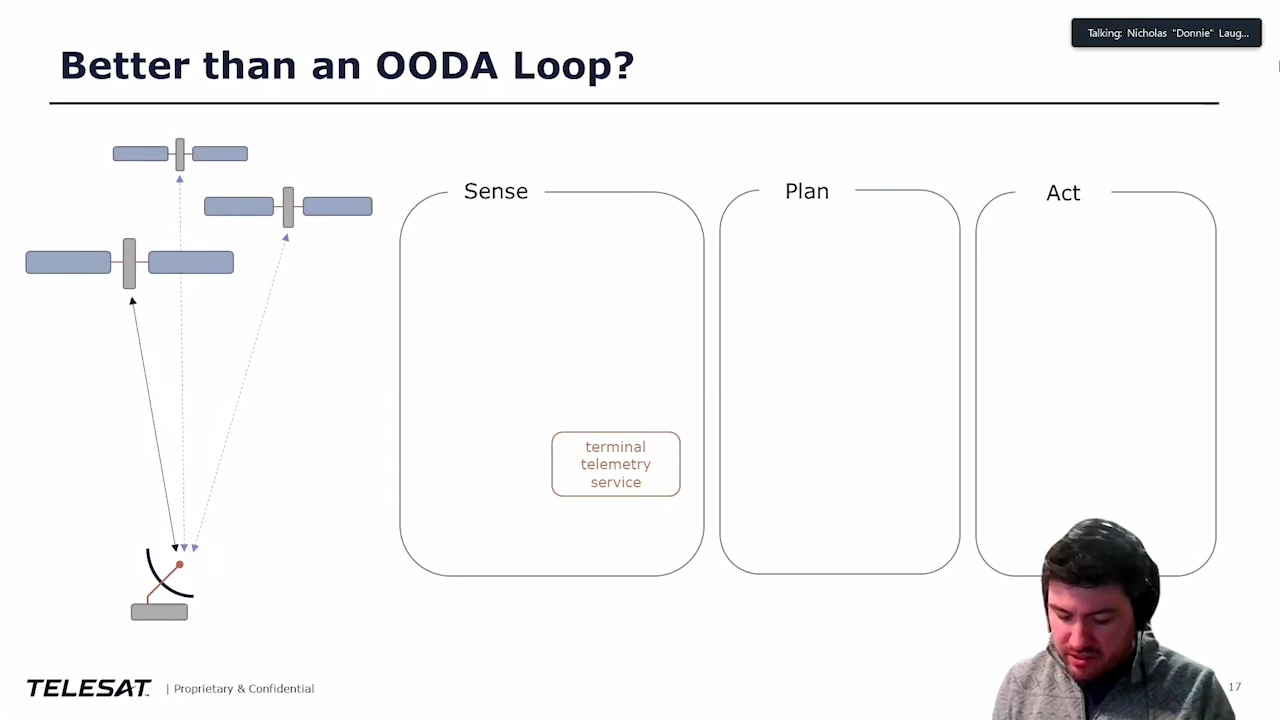 Talking: Nicholas "Donnie" Laug...
Better than an OODA Loop?
Sense
Plan
Act
terminal
telemetry
service
TELESAT
| Proprietary & Confidential
17